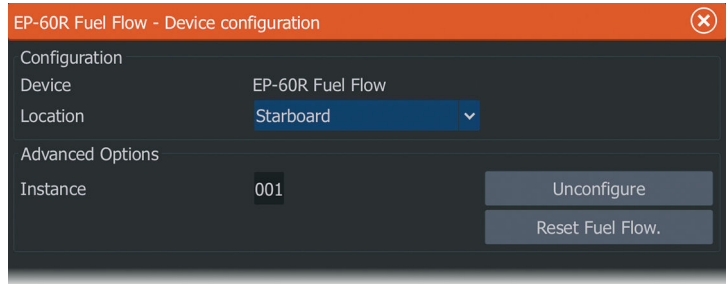 EP-60R Fuel Flow - Device configuration
Configuration
Device EP-60R Fuel Flow
Location Starboard
Advanced Options
Instance 001 Unconfigure
Reset Fuel Flow.